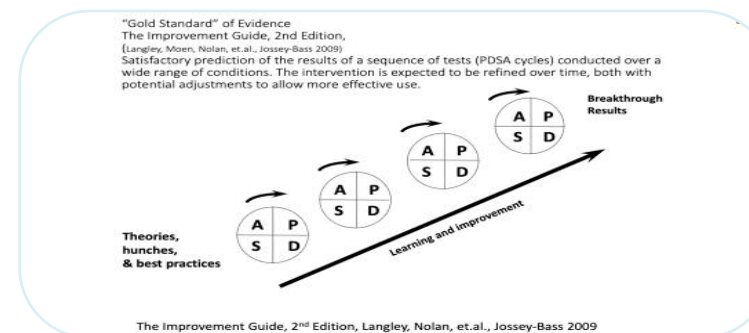 "Gold Standard" of Evidence
The Improvement Guide, 2nd Edition,
(Langley, Moen, Nolan, et.al., Jossey-Bass 2009)
Satisfactory prediction of the results of a sequence of tests (PDSA cycles) conducted over a
wide range of conditions. The intervention is expected to be refined over time, both with
potential adjustments to allow more effective use.
Breakthrough
Results
A P
S D
A P
S D
A P
S D
A P
S D
Learning and improvement
Theories,
hunches,
& best practices
The Improvement Guide, 2nd Edition, Langley, Nolan, et.al., Jossey-Bass 2009